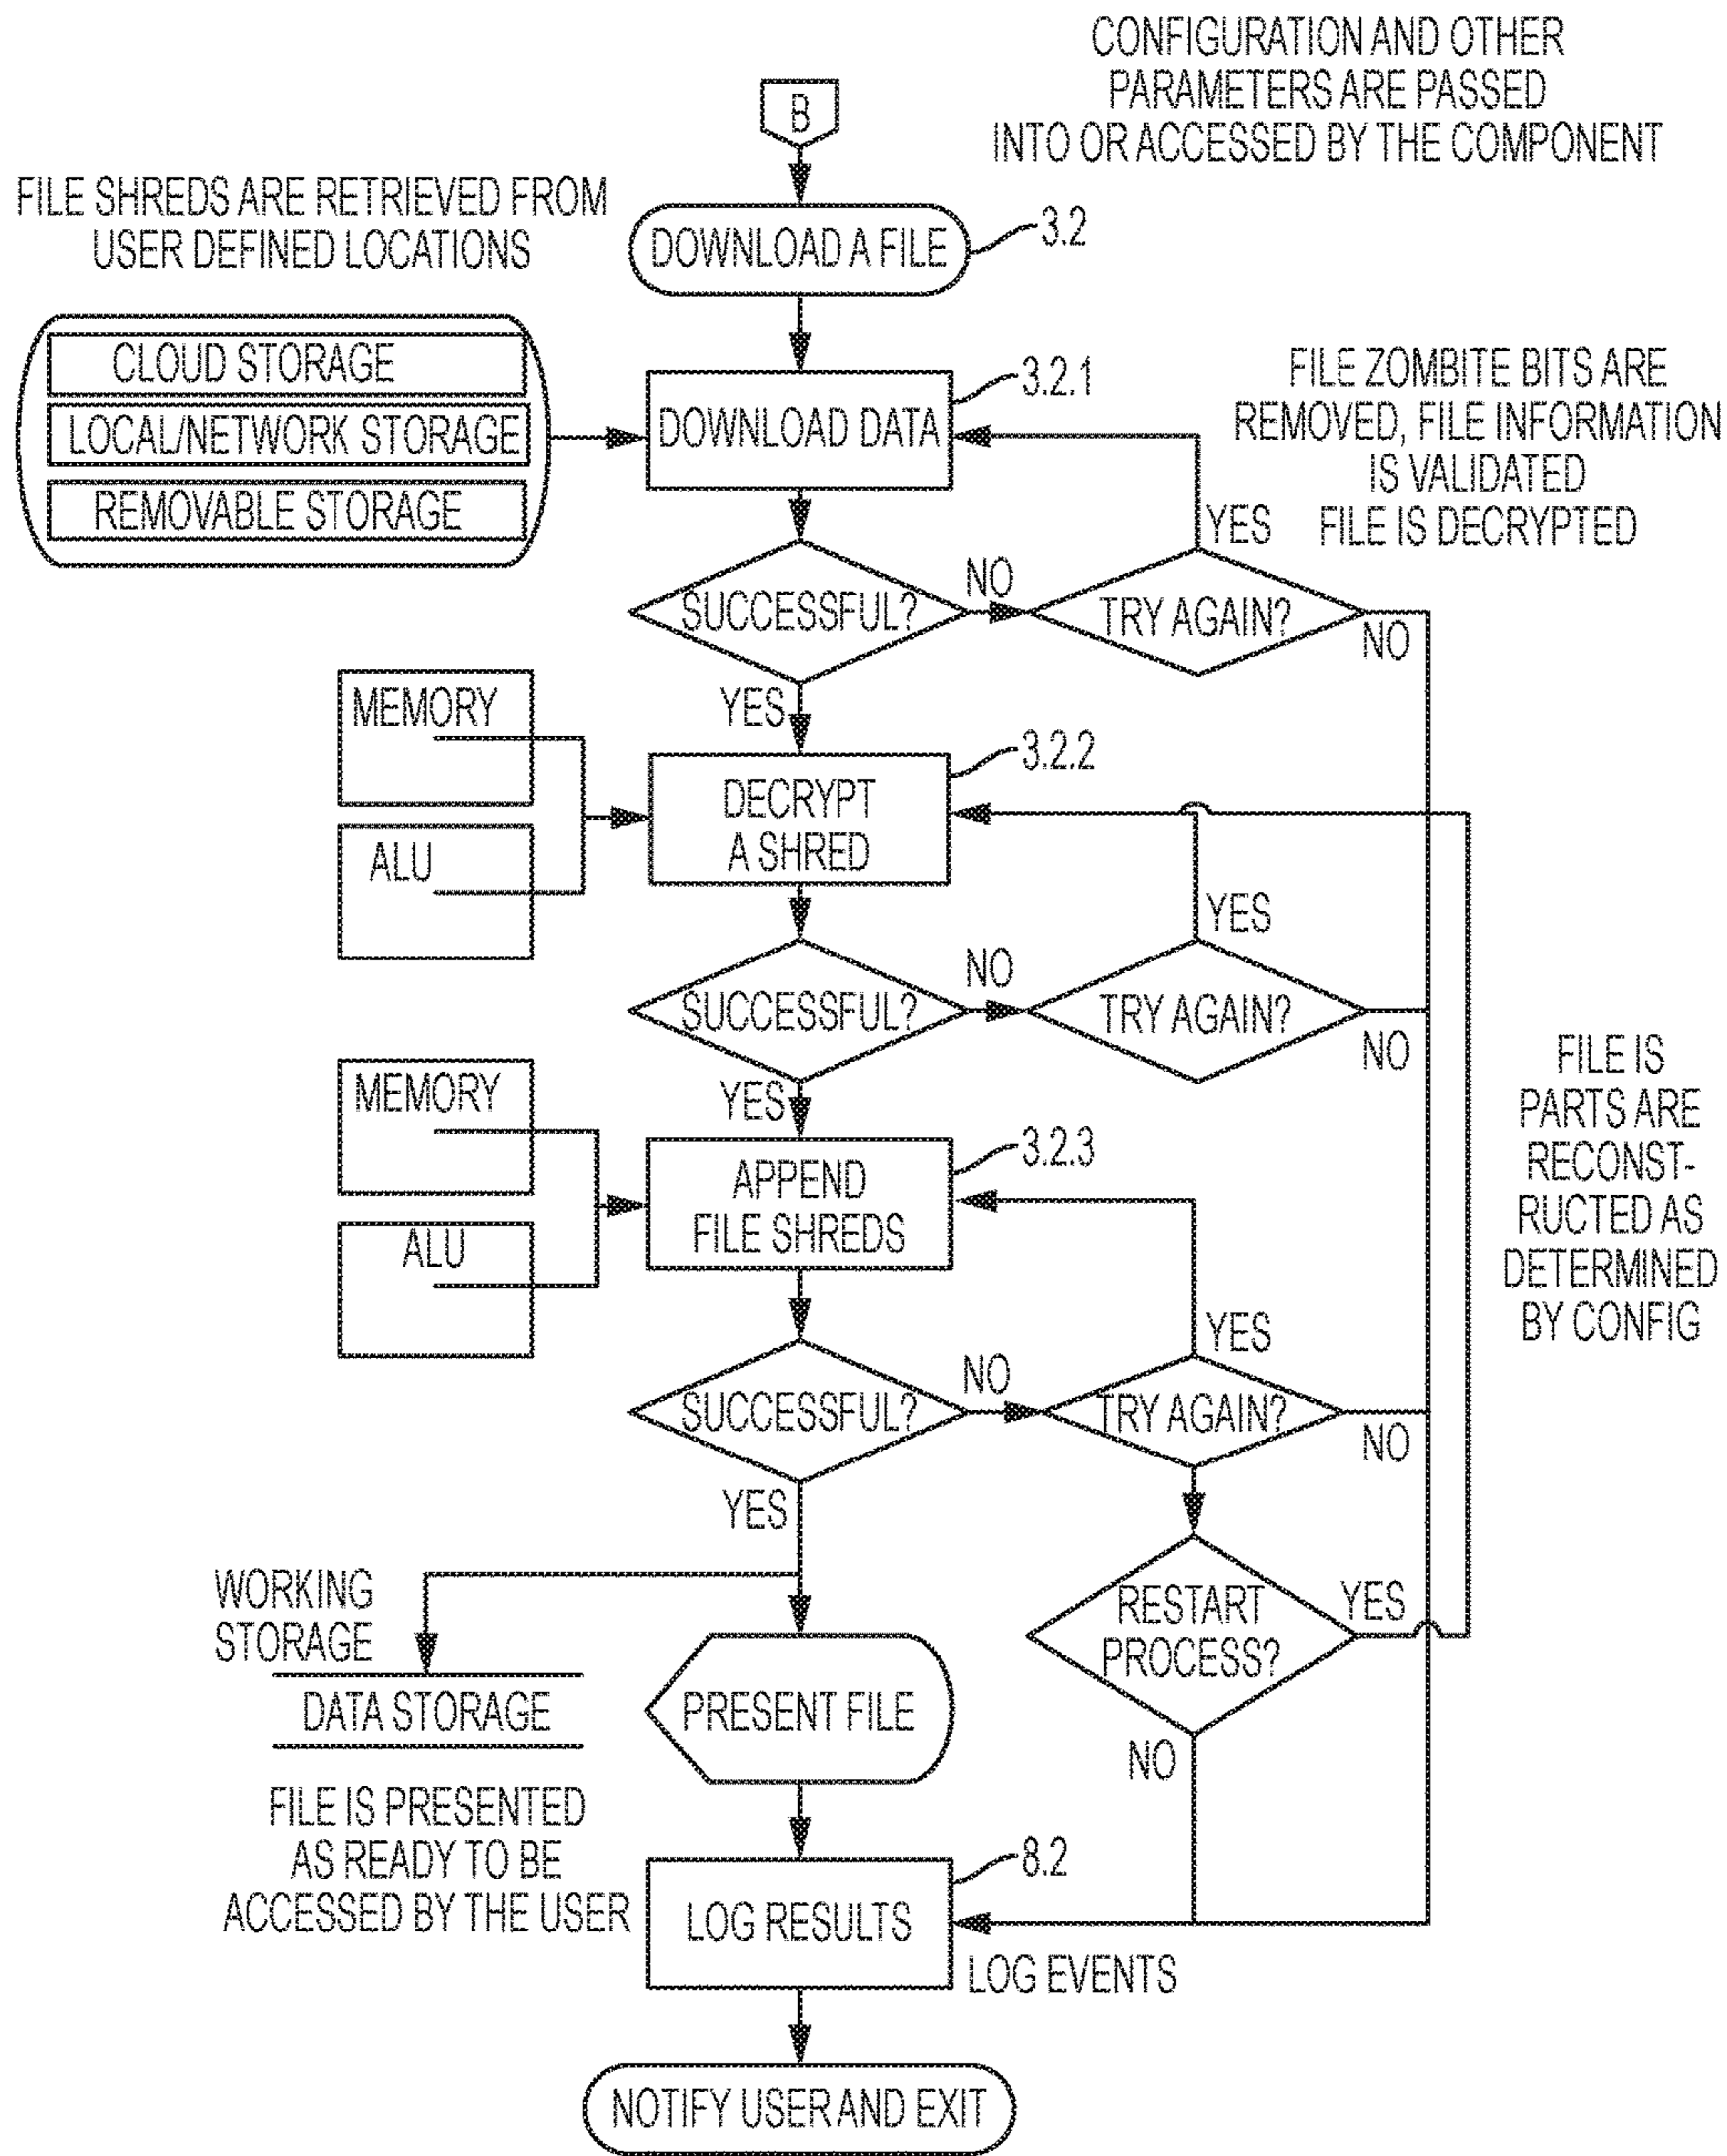 CONFIGURATION AND OTHER
PARAMETERS ARE PASSED
INTO OR ACCESSED BY THE COMPONENT
B
FILE SHREDS ARE RETRIEVED FROM
USER DEFINED LOCATIONS
DOWNLOAD A FILE
3.2
CLOUD STORAGE
LOCAL/NETWORK STORAGE
REMOVABLE STORAGE
DOWNLOAD DATA
3.2.1
FILE ZOMBITE BITS ARE
REMOVED, FILE INFORMATION
IS VALIDATED
FILE IS DECRYPTED
YES
SUCCESSFUL?
NO
TRY AGAIN?
NO
YES
MEMORY
ALU
DECRYPT
A SHRED
3.2.2
YES
SUCCESSFUL?
NO
TRY AGAIN?
NO
YES
FILE IS
PARTS ARE
RECONST-
RUCTED AS
DETERMINED
BY CONFIG
MEMORY
ALU
APPEND
FILE SHREDS
3.2.3
YES
SUCCESSFUL?
NO
TRY AGAIN?
NO
YES
WORKING
STORAGE
DATA STORAGE
PRESENT FILE
RESTART
PROCESS?
YES
NO
FILE IS PRESENTED
AS READY TO BE
ACCESSED BY THE USER
LOG RESULTS
8.2
LOG EVENTS
NOTIFY USER AND EXIT